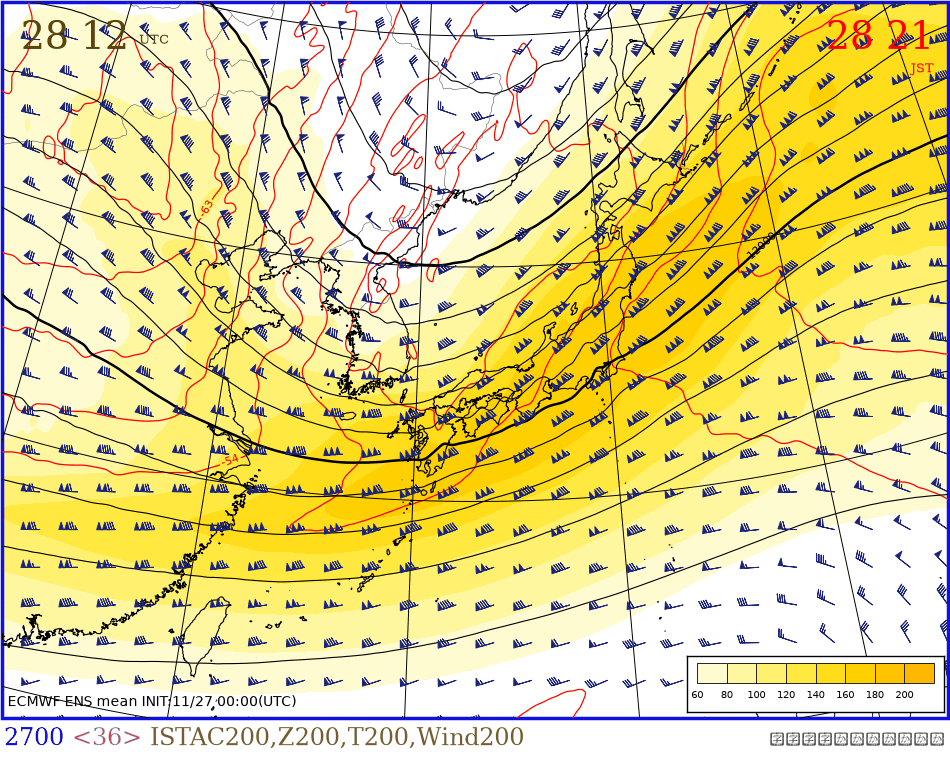 28 12 UTC
28 21
JST
-63
12000
-54
60 80 100 120 140 160 180 200
ECMWF ENS mean INIT:11/27,00:00(UTC)
2700 <36> ISTAC200,Z200,T200,Wind200